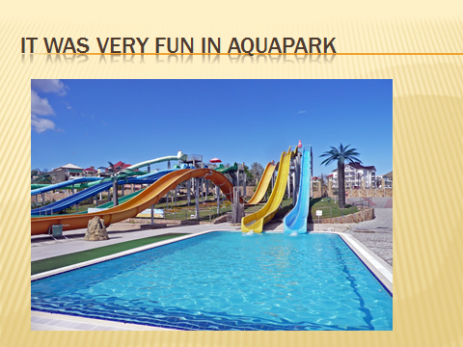 IT WAS VERY FUN IN AQUAPARK